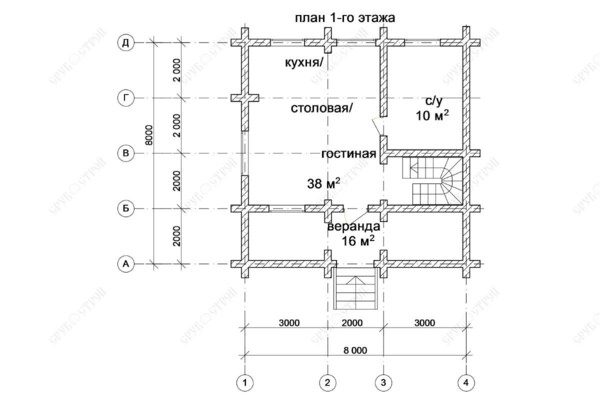 план 1-го этажа
Д
кухня/
2 000
Г
столовая/
с/у
10 м²
8000
2 000
В
гостиная
2000
38 м²
Б
веранда
16 м²
2000
А
3000 2000 3000
8 000
1 2 3 4